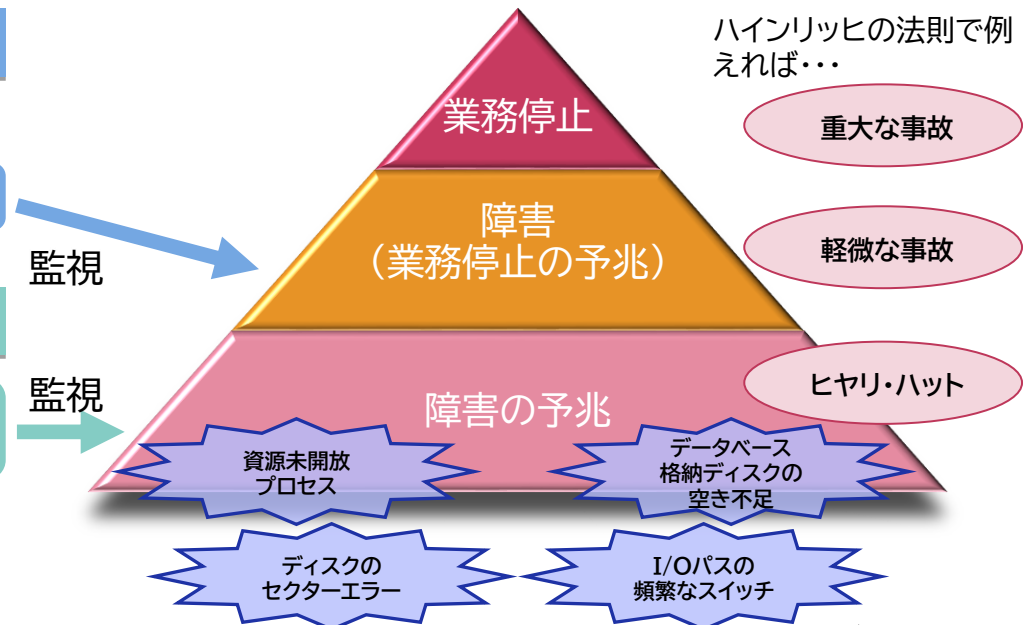 ハインリッヒの法則で例
えれば・・・
業務停止
重大な事故
障害
（業務停止の予兆）
軽微な事故
監視
監視
障害の予兆
ヒヤリ・ハット
資源未開放
プロセス
データベース
格納ディスクの
空き不足
ディスクの
セクターエラー
I/Oパスの
頻繁なスイッチ